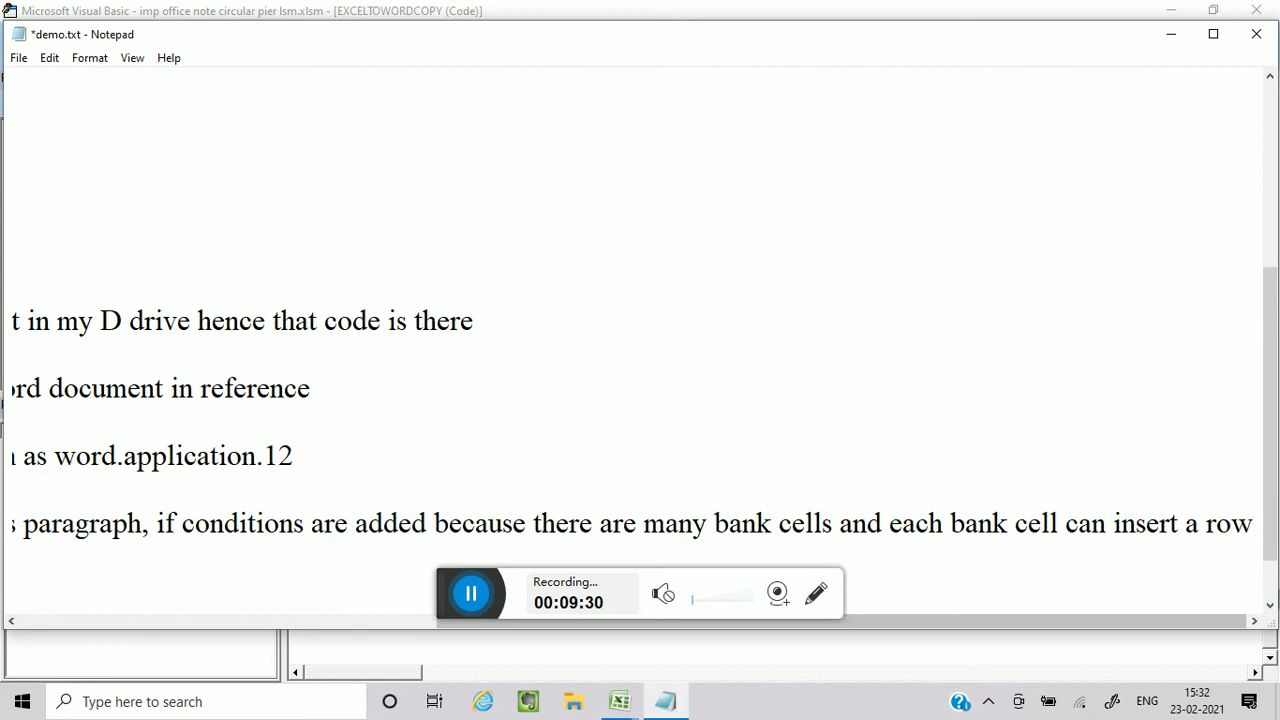 Microsoft Visual Basic - imp office note circular pier lsm.xlsm - [EXCELTOWORDCOPY (Code)]
*demo.txt - Notepad
File Edit Format View Help
t in my D drive hence that code is there
ord document in reference
as word.application.12
s paragraph, if conditions are added because there are many bank cells and each bank cell can insert a row
Recording...
00:09:30
Type here to search
ENG
15:32
23-02-2021